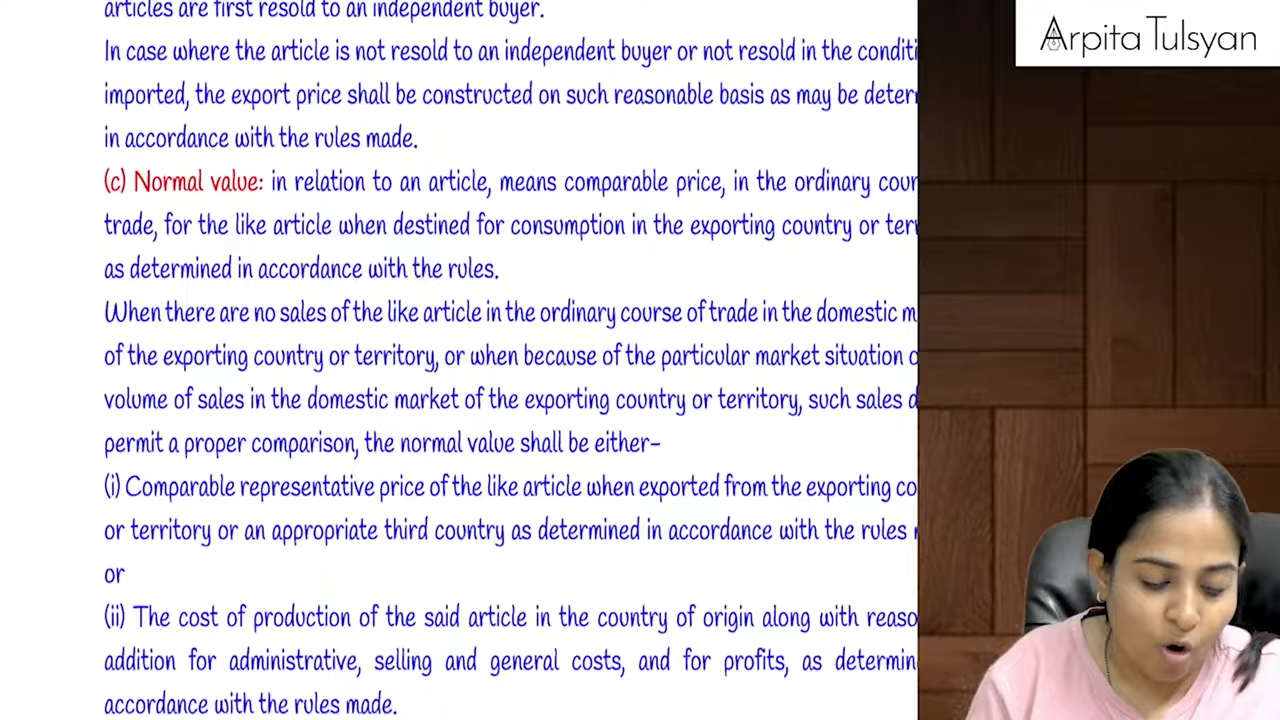 articles are first resold to an independent buyer.
In case where the article is not resold to an independent buyer or not resold in the
imported, the export price shall be constructed on such reasonable basis as may be
in accordance with the rules made.
(c) Normal value: in relation to an article, means comparable price, in the ordinary
trade, for the like article when destined for consumption in the exporting country or
as determined in accordance with the rules.
When there are no sales of the like article in the ordinary course of trade in the domestic
of the exporting country or territory, or when because of the particular market situation
volume of sales in the domestic market of the exporting country or territory, such sales
permit a proper comparison, the normal value shall be either-
(i) Comparable representative price of the like article when exported from the exporting
or territory or an appropriate third country as determined in accordance with the rules
or
(ii) The cost of production of the said article in the country of origin along with
addition for administrative, selling and general costs, and for profits, as
accordance with the rules made.
Arpita Tulsyan